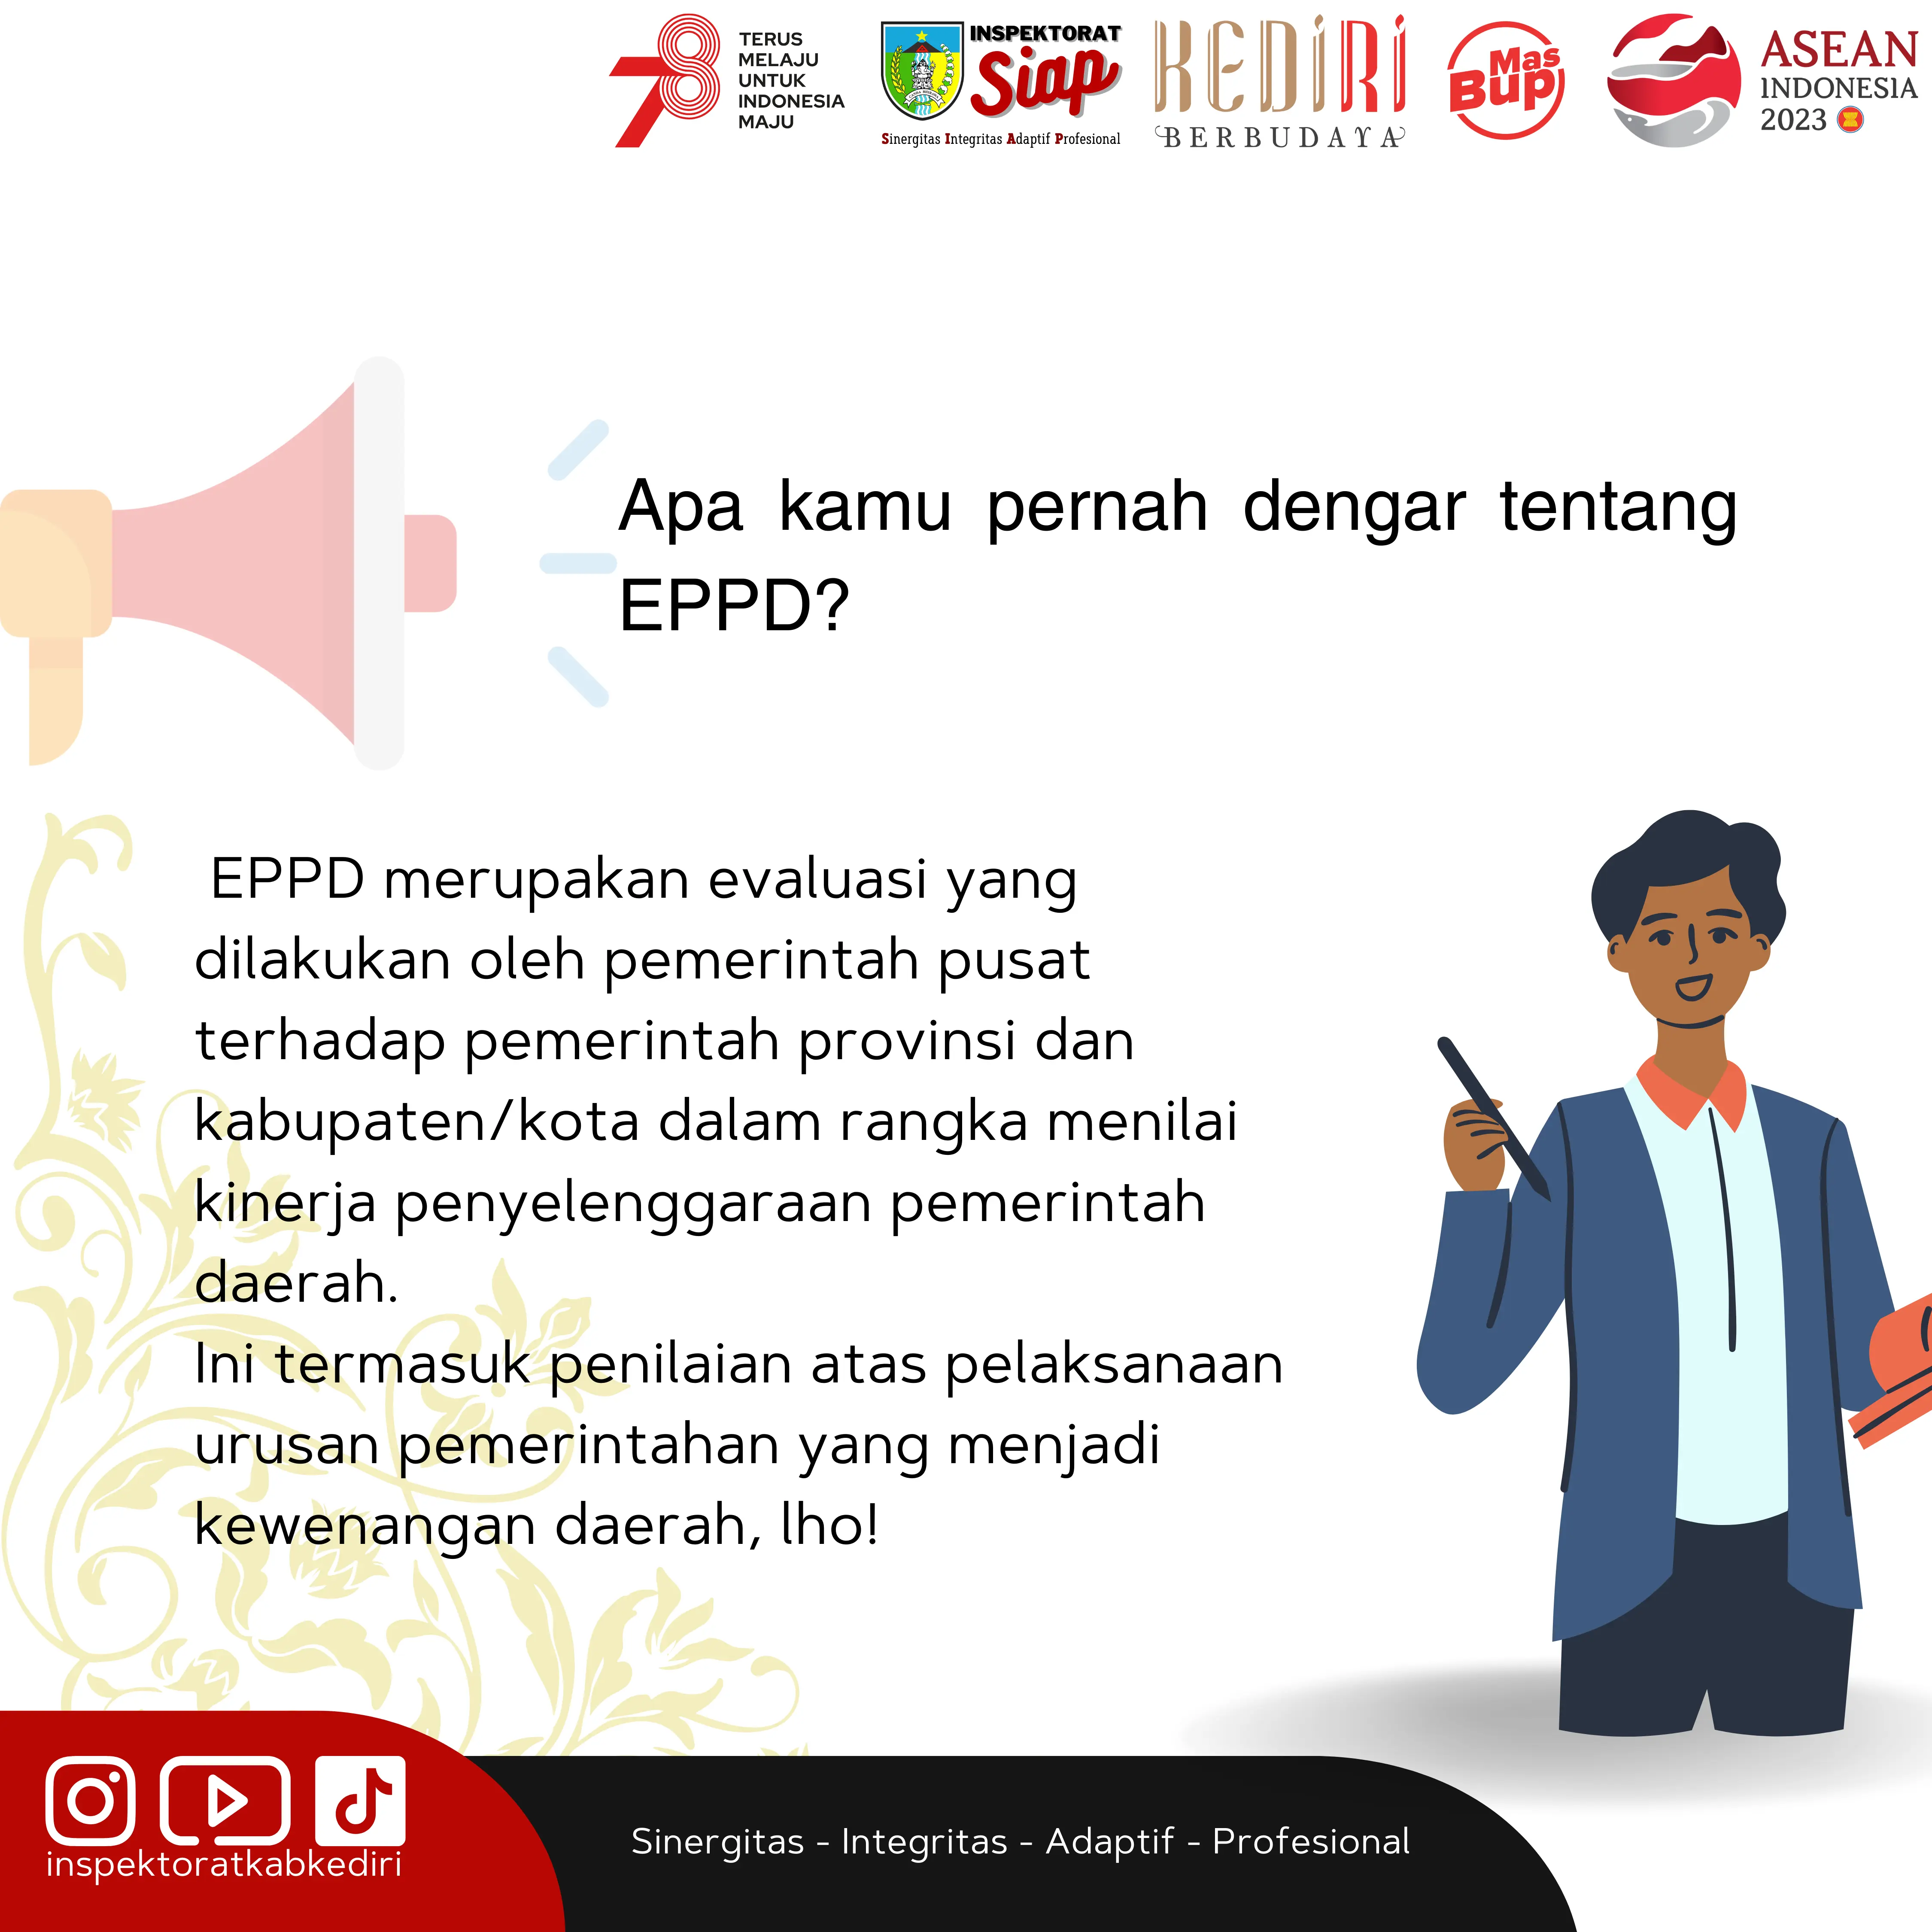 TERUS
MELAJU
UNTUK
INDONESIA
MAJU
INSPEKTORAT
Siap
Sinergitas Integritas Adaptif Profesional
KEDIRI
BERBUDAYA
Mas
Bup
ASEAN
INDONESIA
2023
Apa kamu pernah dengar tentang
EPPD?
EPPD merupakan evaluasi yang
dilakukan oleh pemerintah pusat
terhadap pemerintah provinsi dan
kabupaten/kota dalam rangka menilai
kinerja penyelenggaraan pemerintah
daerah.
Ini termasuk penilaian atas pelaksanaan
urusan pemerintahan yang menjadi
kewenangan daerah, lho!
inspektoratkabkediri
Sinergitas - Integritas - Adaptif - Profesional